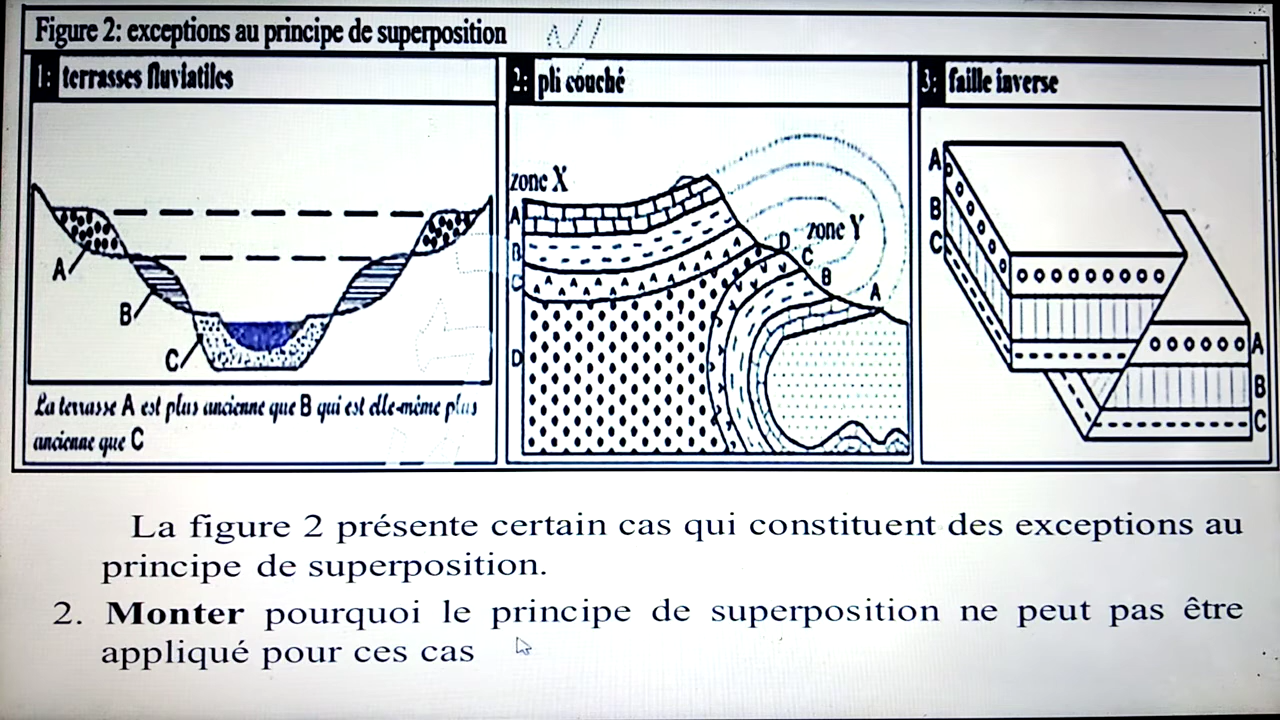 Figure 2: exceptions au principe de superposition
1: terrasses fluviatiles
2: pli couché
3: faille inverse
A
B
C
La terrasse A est plus ancienne que B qui est elle-même plus
ancienne que C
zone X
A
B
C
D
zone Y
D
C
B
A
A
B
C
A
B
C
La figure 2 présente certain cas qui constituent des exceptions au
principe de superposition.
2. Monter pourquoi le principe de superposition ne peut pas être
appliqué pour ces cas